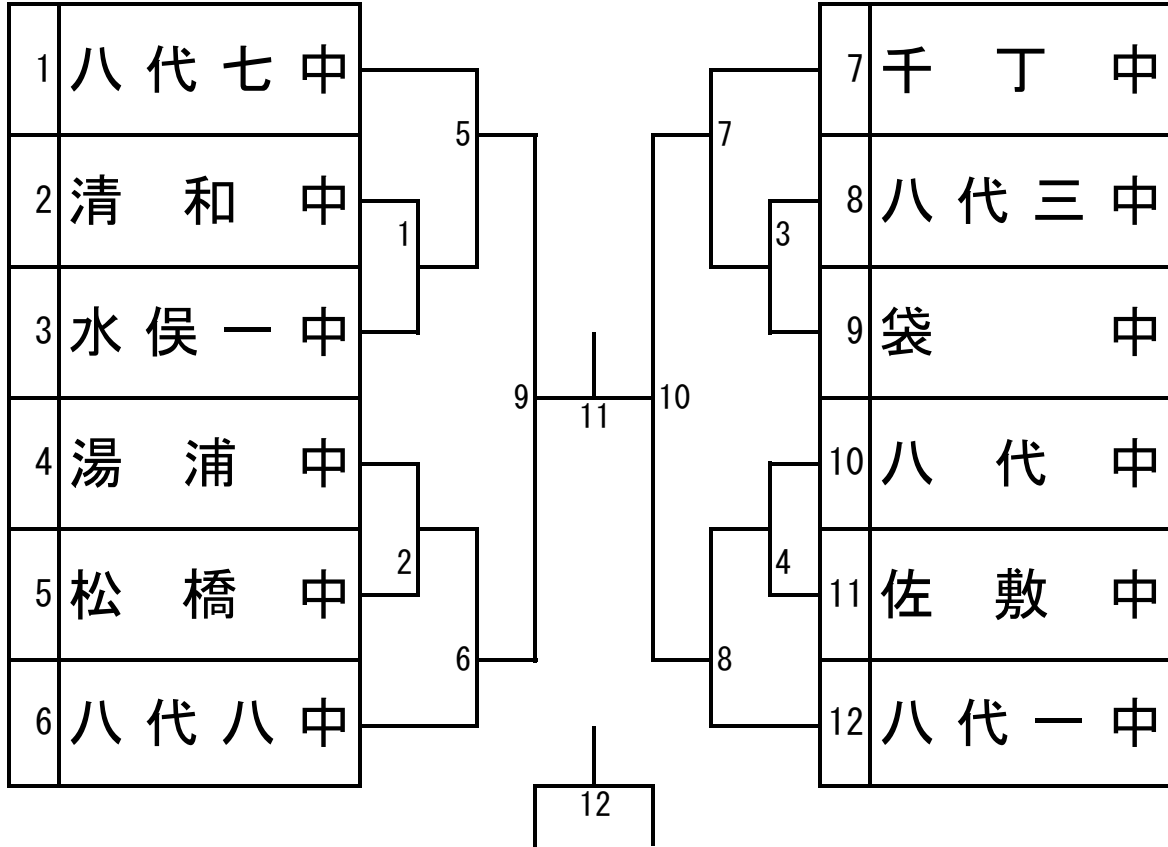 1 八代七中
2 清和中
3 水俣一中
4 湯浦中
5 松橋中
6 八代八中
5
1
2
6
9
11
12
10
7
3
4
8
7 千丁中
8 八代三中
9 袋中
10 八代中
11 佐敷中
12 八代一中